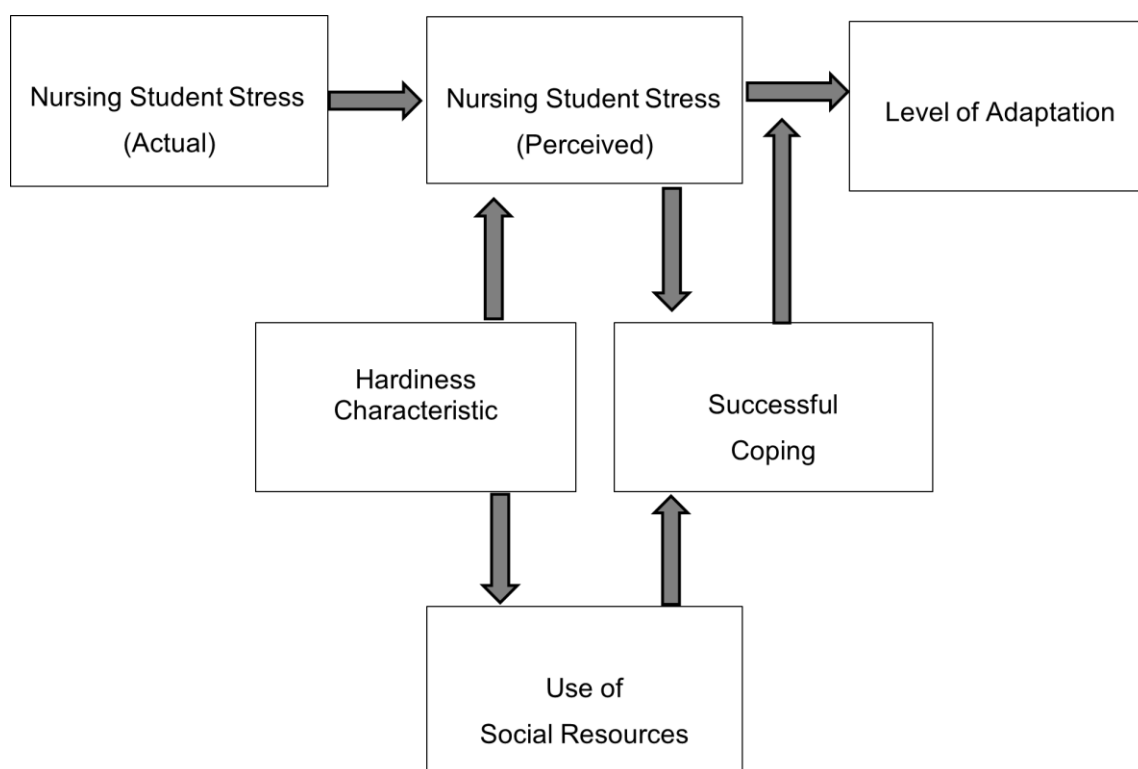 Nursing Student Stress
(Actual)
Nursing Student Stress
(Perceived)
Level of Adaptation
Hardiness
Characteristic
Successful
Coping
Use of
Social Resources